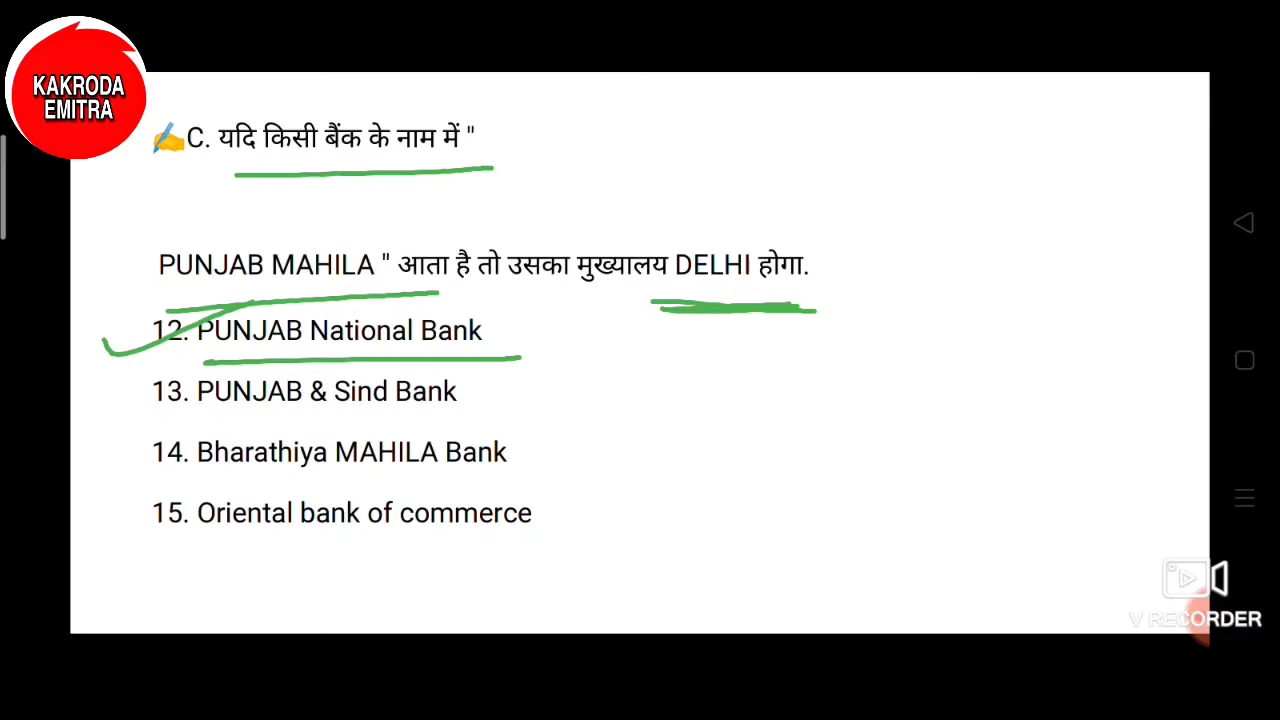 KAKRODA
EMITRA
✍️C. यदि किसी बैंक के नाम में "
PUNJAB MAHILA " आता है तो उसका मुख्यालय DELHI होगा.
12. PUNJAB National Bank
13. PUNJAB & Sind Bank
14. Bharathiya MAHILA Bank
15. Oriental bank of commerce
V RECORDER